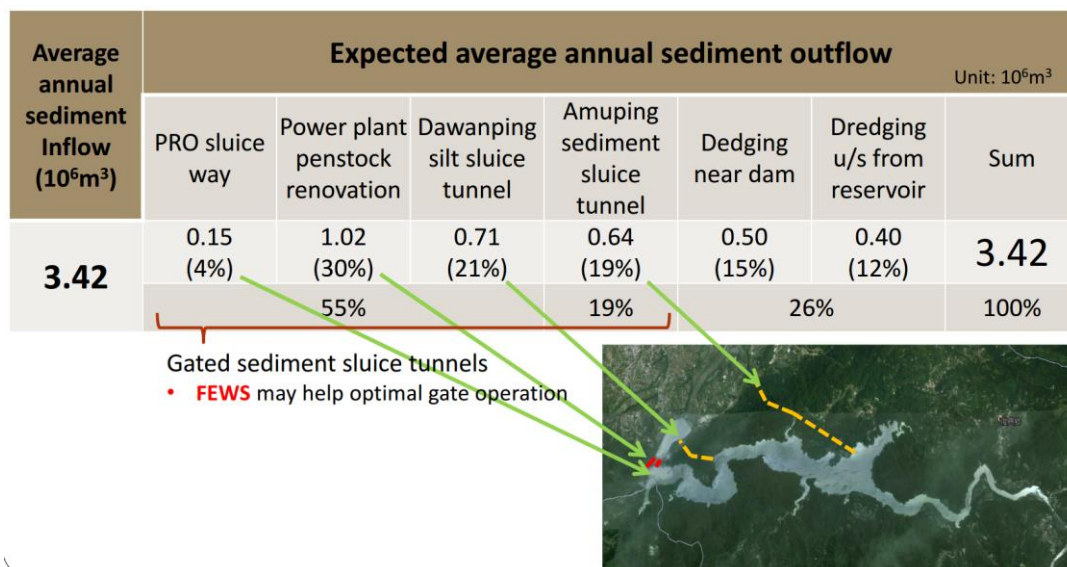 Average
annual
sediment
Inflow
(10⁶m³)
Expected average annual sediment outflow
Unit: 10⁶m³
PRO sluice
way
Power plant
penstock
renovation
Dawanping
silt sluice
tunnel
Amuping
sediment
sluice
tunnel
Dedging
near dam
Dredging
u/s from
reservoir
Sum
3.42
0.15
(4%)
1.02
(30%)
0.71
(21%)
0.64
(19%)
0.50
(15%)
0.40
(12%)
3.42
55%
19%
26%
100%
Gated sediment sluice tunnels
• FEWS may help optimal gate operation